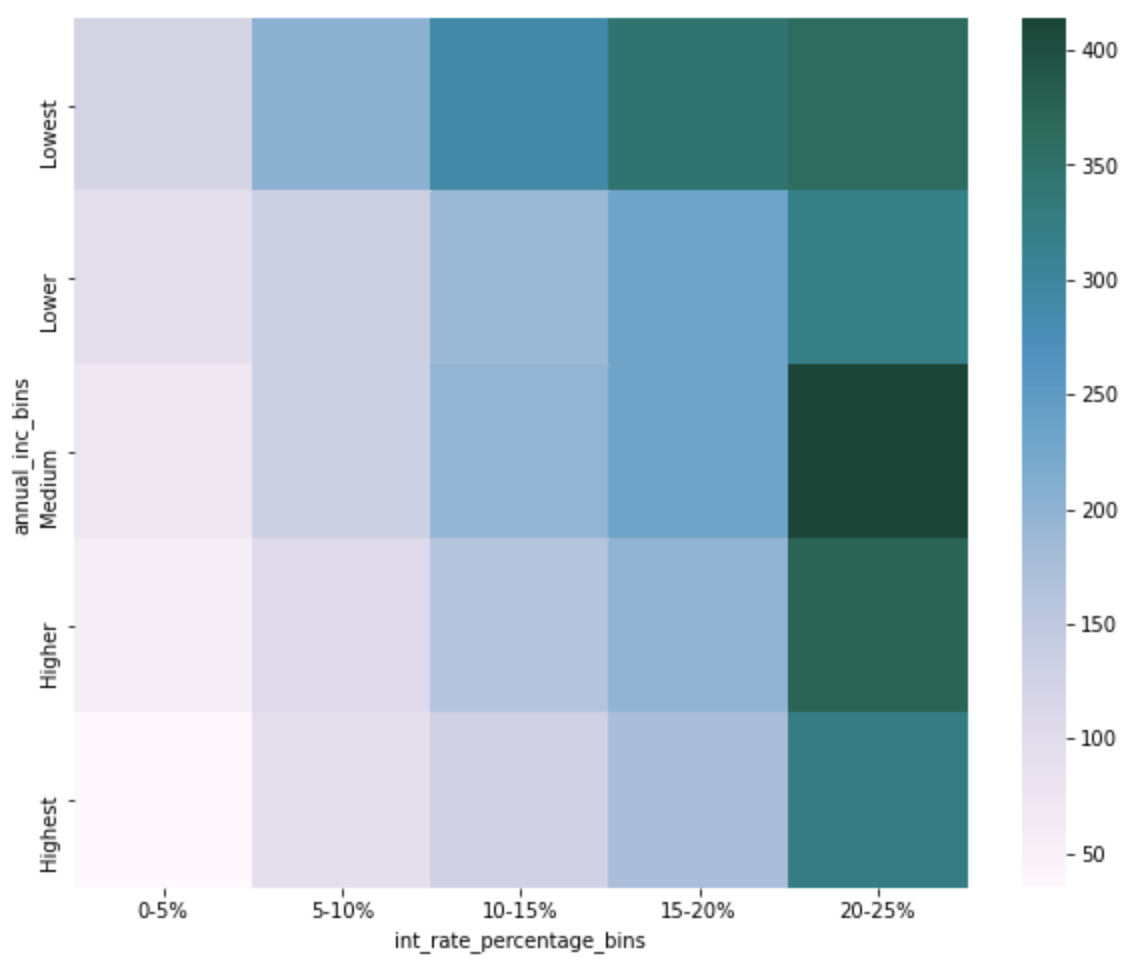 annual_inc_bins
Lowest
Lower
Medium
Higher
Highest
0-5%
5-10%
10-15%
15-20%
20-25%
int_rate_percentage_bins
400
350
300
250
200
150
100
50